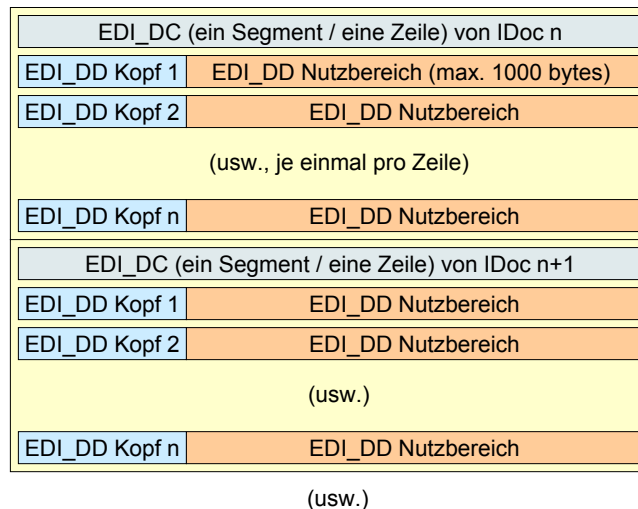 EDI_DC (ein Segment / eine Zeile) von IDoc n
EDI_DD Kopf 1 EDI_DD Nutzbereich (max. 1000 bytes)
EDI_DD Kopf 2 EDI_DD Nutzbereich
(usw., je einmal pro Zeile)
EDI_DD Kopf n EDI_DD Nutzbereich
EDI_DC (ein Segment / eine Zeile) von IDoc n+1
EDI_DD Kopf 1 EDI_DD Nutzbereich
EDI_DD Kopf 2 EDI_DD Nutzbereich
(usw.)
EDI_DD Kopf n EDI_DD Nutzbereich
(usw.)